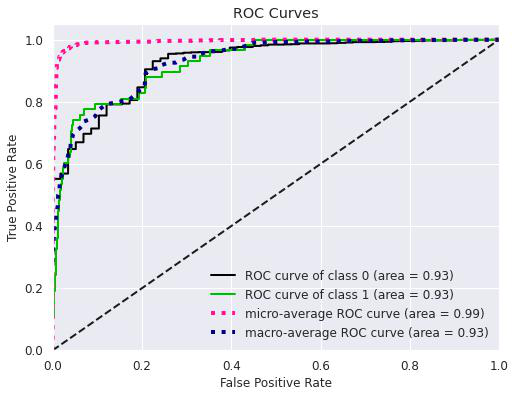 ROC Curves
True Positive Rate
1.0
0.8
0.6
0.4
0.2
0.0
ROC curve of class 0 (area = 0.93)
ROC curve of class 1 (area = 0.93)
micro-average ROC curve (area = 0.99)
macro-average ROC curve (area = 0.93)
0.0 0.2 0.4 0.6 0.8 1.0
False Positive Rate